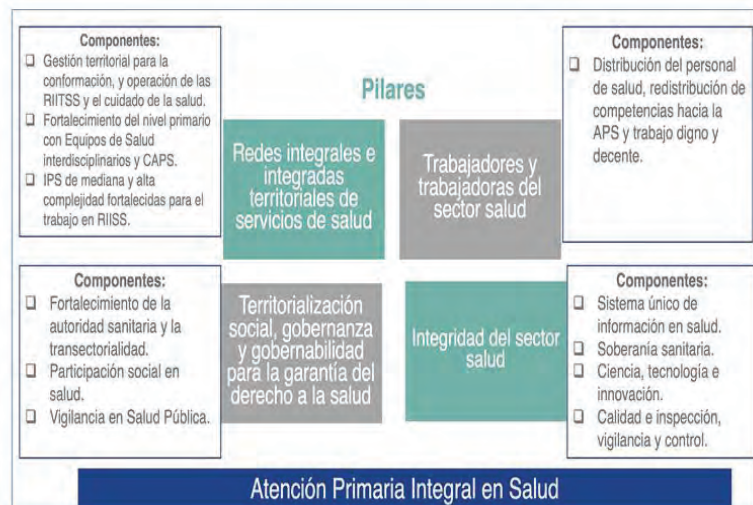 Componentes:
❑ Gestión territorial para la
conformación, y operación de las
RIITSS y el cuidado de la salud.
❑ Fortalecimiento del nivel primario
con Equipos de Salud
interdisciplinarios y CAPS.
❑ IPS de mediana y alta
complejidad fortalecidas para el
trabajo en RIISS.
Pilares
Redes integrales e
integradas
territoriales de
servicios de salud
Trabajadores y
trabajadoras del
sector salud
Componentes:
❑ Distribución del personal
de salud, redistribución de
competencias hacia la
APS y trabajo digno y
decente.
Componentes:
❑ Fortalecimiento de la
autoridad sanitaria y la
transectorialidad.
❑ Participación social en
salud.
❑ Vigilancia en Salud Pública.
Territorialización
social, gobernanza
y gobernabilidad
para la garantía del
derecho a la salud
Integridad del sector
salud
Componentes:
❑ Sistema único de
información en salud.
❑ Soberanía sanitaria.
❑ Ciencia, tecnología e
innovación.
❑ Calidad e inspección,
vigilancia y control.
Atención Primaria Integral en Salud